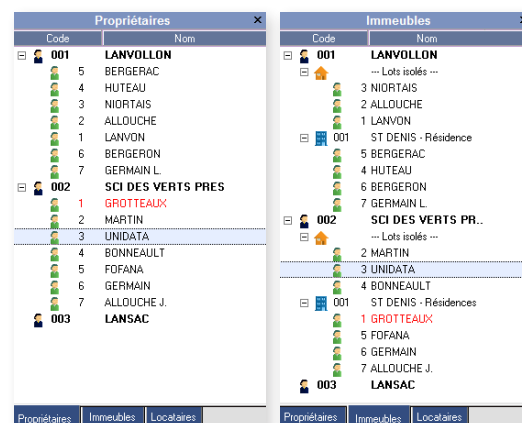 Propriétaires ×
Code Nom
001 LANVOLLON
5 BERGERAC
4 HUTEAU
3 NIORTAIS
2 ALLOUCHE
1 LANVON
6 BERGERON
7 GERMAIN L.
002 SCI DES VERTS PRES
1 GROTTEAUX
2 MARTIN
3 UNIDATA
4 BONNEAULT
5 FOFANA
6 GERMAIN
7 ALLOUCHE J.
003 LANSAC
Propriétaires Immeubles Locataires
Immeubles ×
Code Nom
001 LANVOLLON
--- Lots isolés ---
3 NIORTAIS
2 ALLOUCHE
1 LANVON
001 ST DENIS - Résidence
5 BERGERAC
4 HUTEAU
6 BERGERON
7 GERMAIN L.
002 SCI DES VERTS PR..
--- Lots isolés ---
2 MARTIN
3 UNIDATA
4 BONNEAULT
001 ST DENIS - Résidences
1 GROTTEAUX
5 FOFANA
6 GERMAIN
7 ALLOUCHE J.
003 LANSAC
Propriétaires Immeubles Locataires